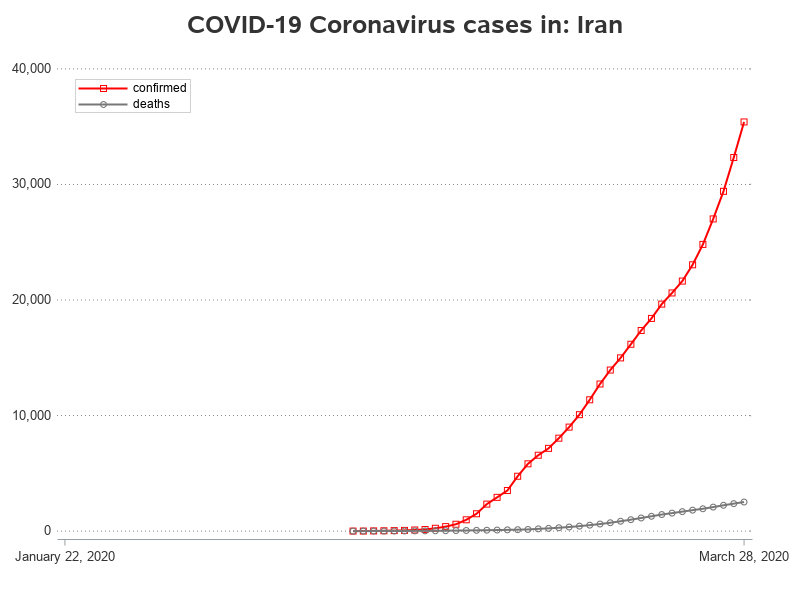 COVID-19 Coronavirus cases in: Iran
40,000
confirmed
deaths
30,000
20,000
10,000
0
January 22, 2020
March 28, 2020